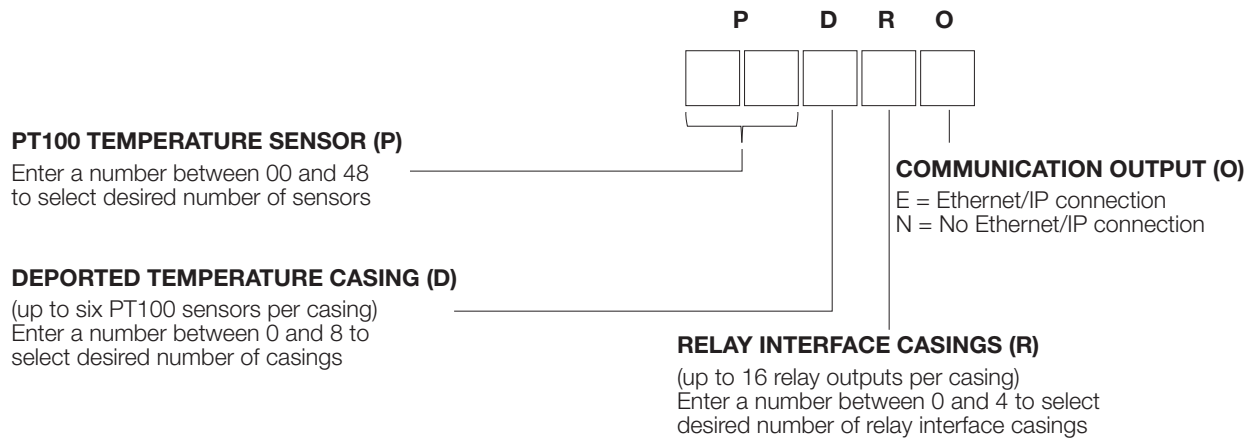 P D R O
PT100 TEMPERATURE SENSOR (P)
Enter a number between 00 and 48
to select desired number of sensors
COMMUNICATION OUTPUT (O)
E = Ethernet/IP connection
N = No Ethernet/IP connection
DEPORTED TEMPERATURE CASING (D)
(up to six PT100 sensors per casing)
Enter a number between 0 and 8 to
select desired number of casings
RELAY INTERFACE CASINGS (R)
(up to 16 relay outputs per casing)
Enter a number between 0 and 4 to select
desired number of relay interface casings